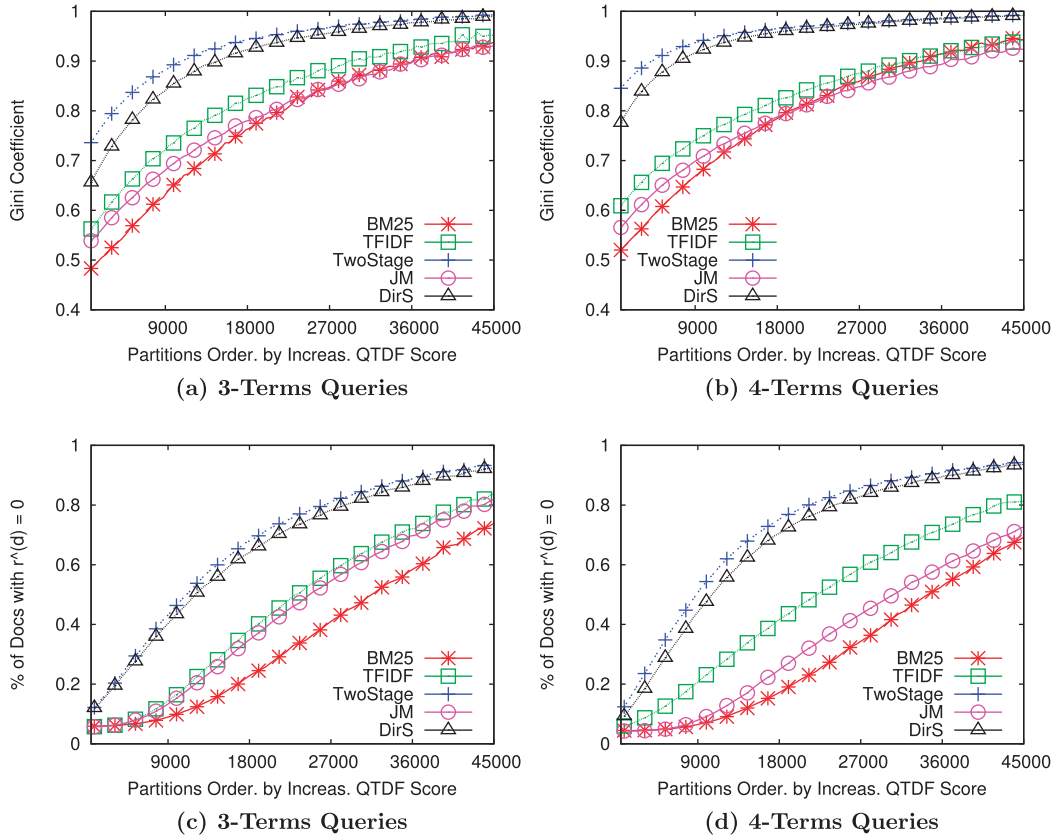 1
0.9
0.8
0.7
0.6
0.5
0.4
Gini Coefficient
BM25
TFIDF
TwoStage
JM
DirS
9000 18000 27000 36000 45000
Partitions Order. by Increas. QTDF Score
(a) 3-Terms Queries
1
0.9
0.8
0.7
0.6
0.5
0.4
Gini Coefficient
BM25
TFIDF
TwoStage
JM
DirS
9000 18000 27000 36000 45000
Partitions Order. by Increas. QTDF Score
(b) 4-Terms Queries
1
0.8
0.6
0.4
0.2
0
% of Docs with r^(d) = 0
BM25
TFIDF
TwoStage
JM
DirS
9000 18000 27000 36000 45000
Partitions Order. by Increas. QTDF Score
(c) 3-Terms Queries
1
0.8
0.6
0.4
0.2
0
% of Docs with r^(d) = 0
BM25
TFIDF
TwoStage
JM
DirS
9000 18000 27000 36000 45000
Partitions Order. by Increas. QTDF Score
(d) 4-Terms Queries